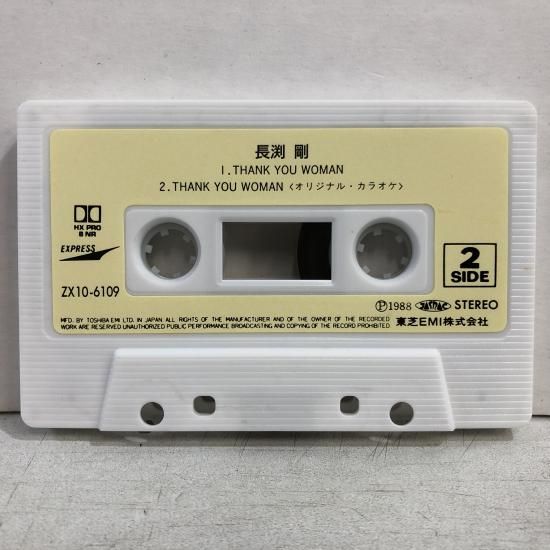 長渕 剛
1.THANK YOU WOMAN
2.THANK YOU WOMAN〈オリジナル・カラオケ〉
HX PRO
B NR
EXPRESS
2
SIDE
ZX10-6109
Ⓟ1988 JASRAC STEREO
MFD. BY TOSHIBA EMI LTD. IN JAPAN ALL RIGHTS OF THE MANUFACTURER AND OF THE OWNER OF THE RECORDED
WORK ARE RESERVED UNAUTHORIZED PUBLIC PERFORMANCE BROADCASTING AND COPYING OF THE RECORD PROHIBITED
東芝EMI株式会社